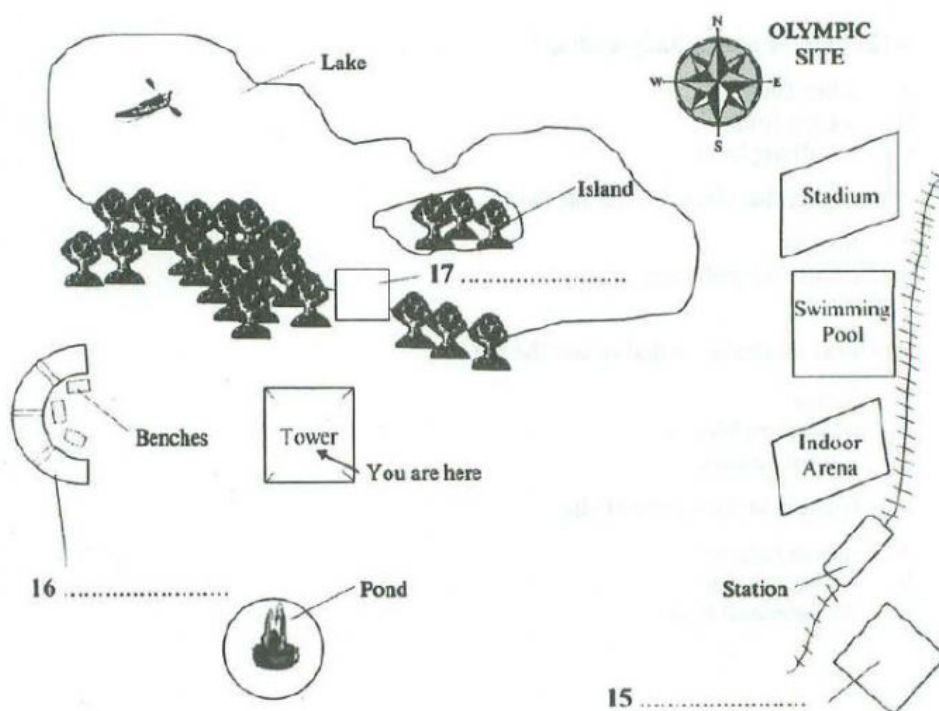 N
OLYMPIC
SITE
W
E
S
Lake
Island
Stadium
17 ........................
Swimming
Pool
Benches
Tower
You are here
Indoor
Arena
16 ........................
Pond
Station
15 ........................